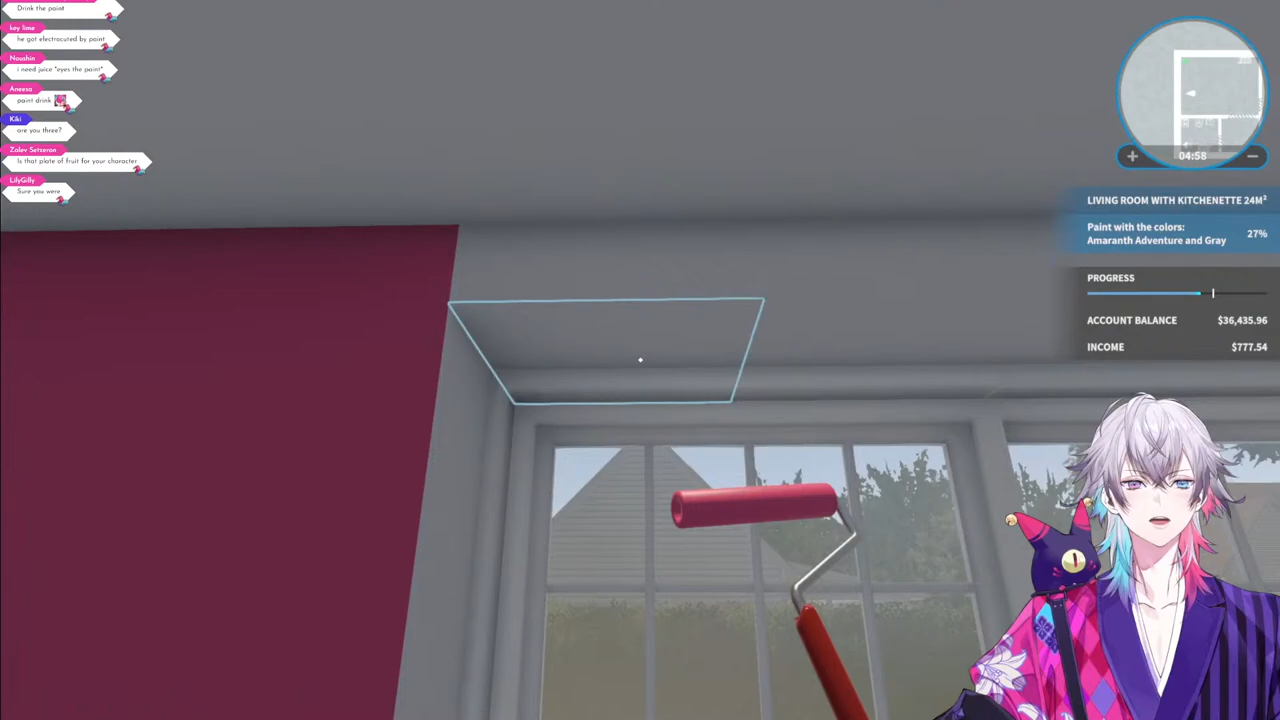 Drink the paint
key lime
he got electrocuted by paint
Noushin
i need juice *eyes the paint*
Aneesa
paint drink
Kiki
are you three?
Zalev Setzeron
Is that plate of fruit for your character
LilyGilly
Sure you were
04:58
LIVING ROOM WITH KITCHENETTE 24M²
Paint with the colors:
Amaranth Adventure and Gray
27%
PROGRESS
ACCOUNT BALANCE $36,435.96
INCOME $777.54